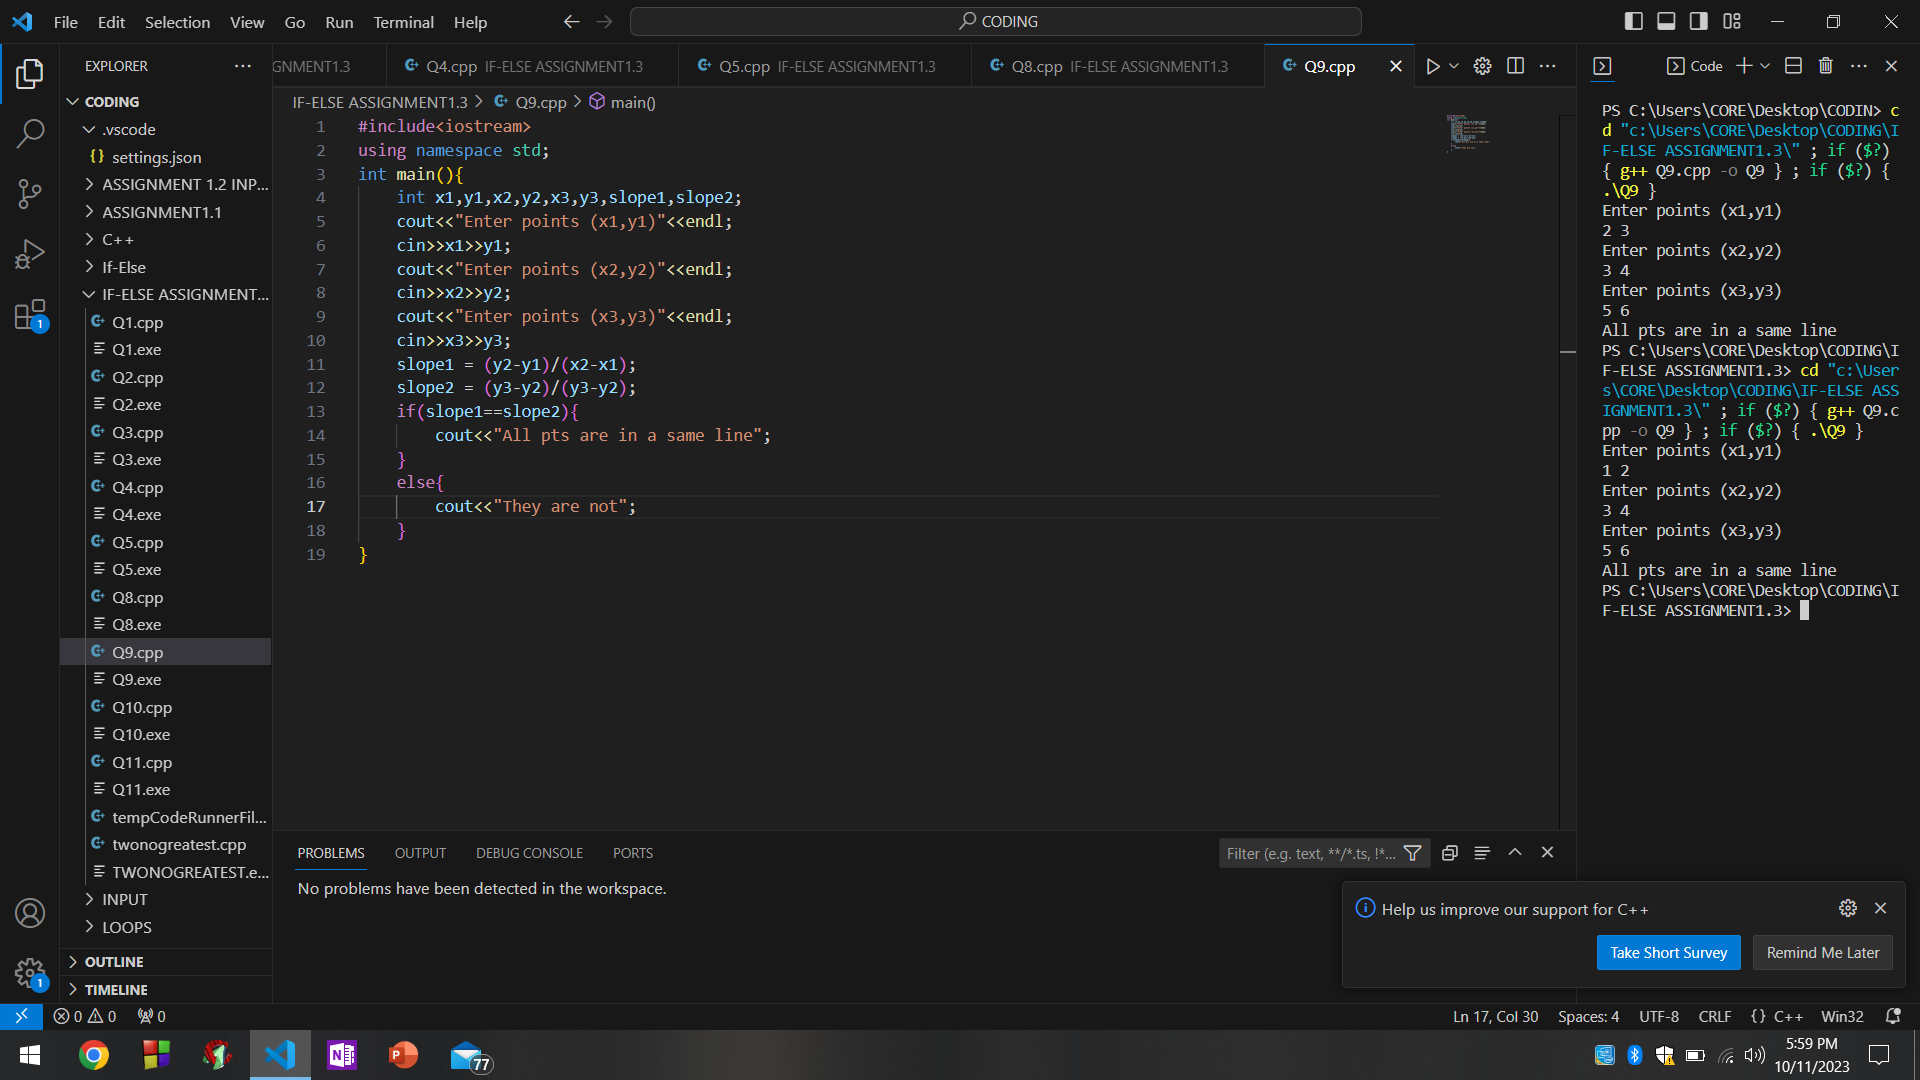 File Edit Selection View Go Run Terminal Help
CODING
EXPLORER
CODING
.vscode
settings.json
ASSIGNMENT 1.2 INP...
ASSIGNMENT1.1
C++
If-Else
IF-ELSE ASSIGNMENT...
Q1.cpp
Q1.exe
Q2.cpp
Q2.exe
Q3.cpp
Q3.exe
Q4.cpp
Q4.exe
Q5.cpp
Q5.exe
Q8.cpp
Q8.exe
Q9.cpp
Q9.exe
Q10.cpp
Q10.exe
Q11.cpp
Q11.exe
tempCodeRunnerFil...
twonogreatest.cpp
TWONOGREATEST.e...
INPUT
LOOPS
OUTLINE
TIMELINE
GNMENT1.3 Q4.cpp IF-ELSE ASSIGNMENT1.3 Q5.cpp IF-ELSE ASSIGNMENT1.3 Q8.cpp IF-ELSE ASSIGNMENT1.3 Q9.cpp
IF-ELSE ASSIGNMENT1.3 > Q9.cpp > main()
1 #include<iostream>
2 using namespace std;
3 int main(){
4 int x1,y1,x2,y2,x3,y3,slope1,slope2;
5 cout<<"Enter points (x1,y1)"<<endl;
6 cin>>x1>>y1;
7 cout<<"Enter points (x2,y2)"<<endl;
8 cin>>x2>>y2;
9 cout<<"Enter points (x3,y3)"<<endl;
10 cin>>x3>>y3;
11 slope1 = (y2-y1)/(x2-x1);
12 slope2 = (y3-y2)/(y3-y2);
13 if(slope1==slope2){
14 cout<<"All pts are in a same line";
15 }
16 else{
17 cout<<"They are not";
18 }
19 }
PROBLEMS OUTPUT DEBUG CONSOLE PORTS
Filter (e.g. text, **/*.ts, !*...
No problems have been detected in the workspace.
Code
PS C:\Users\CORE\Desktop\CODIN> c
d "c:\Users\CORE\Desktop\CODING\I
F-ELSE ASSIGNMENT1.3\" ; if ($?)
{ g++ Q9.cpp -o Q9 } ; if ($?) {
.\Q9 }
Enter points (x1,y1)
2 3
Enter points (x2,y2)
3 4
Enter points (x3,y3)
5 6
All pts are in a same line
PS C:\Users\CORE\Desktop\CODING\I
F-ELSE ASSIGNMENT1.3> cd "c:\User
s\CORE\Desktop\CODING\IF-ELSE ASS
IGNMENT1.3\" ; if ($?) { g++ Q9.c
pp -o Q9 } ; if ($?) { .\Q9 }
Enter points (x1,y1)
1 2
Enter points (x2,y2)
3 4
Enter points (x3,y3)
5 6
All pts are in a same line
PS C:\Users\CORE\Desktop\CODING\I
F-ELSE ASSIGNMENT1.3>
Help us improve our support for C++
Take Short Survey Remind Me Later
0 0 0
Ln 17, Col 30 Spaces: 4 UTF-8 CRLF {} C++ Win32
77
5:59 PM
10/11/2023
1
1